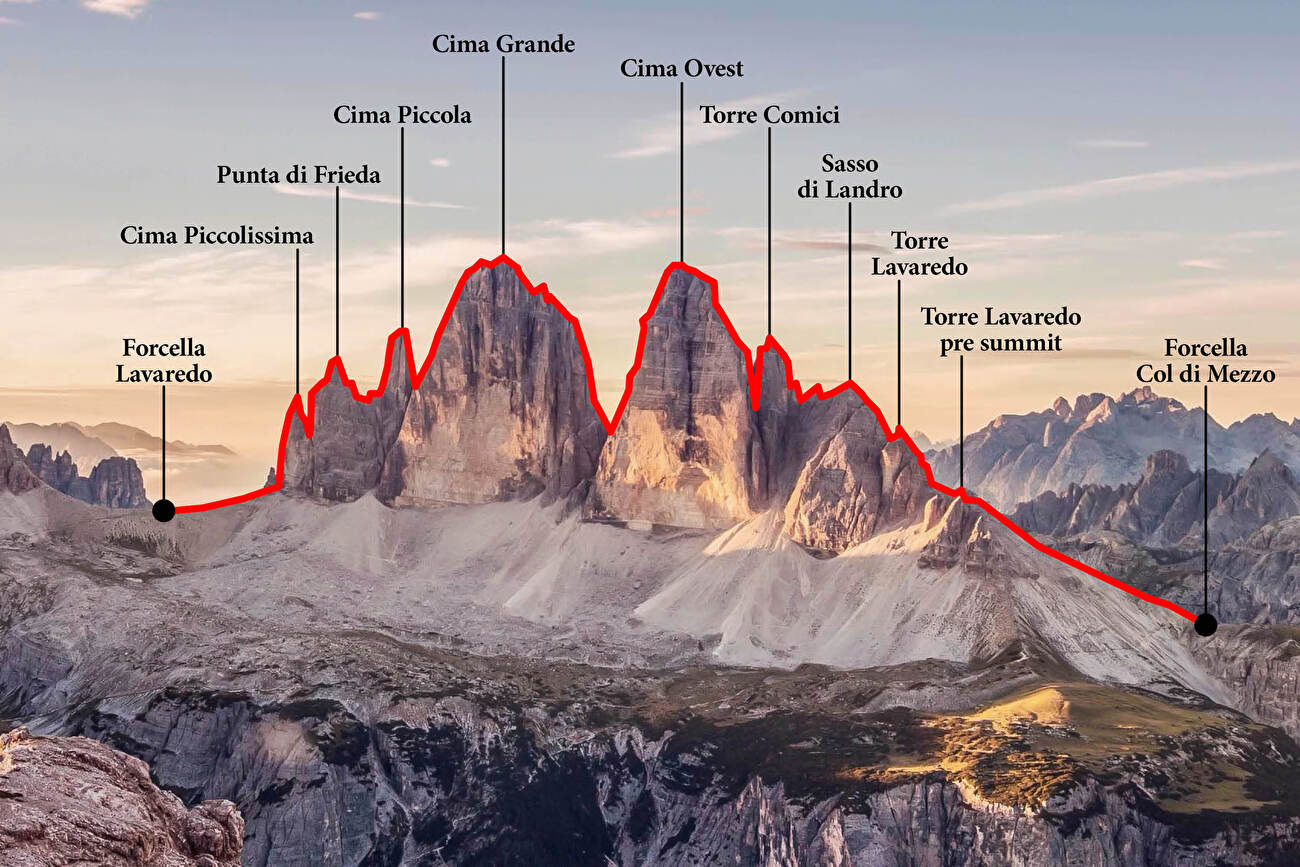 Cima Grande
Cima Ovest
Cima Piccola
Torre Comici
Punta di Frieda
Sasso
di Landro
Cima Piccolissima
Torre
Lavaredo
Torre Lavaredo
pre summit
Forcella
Lavaredo
Forcella
Col di Mezzo